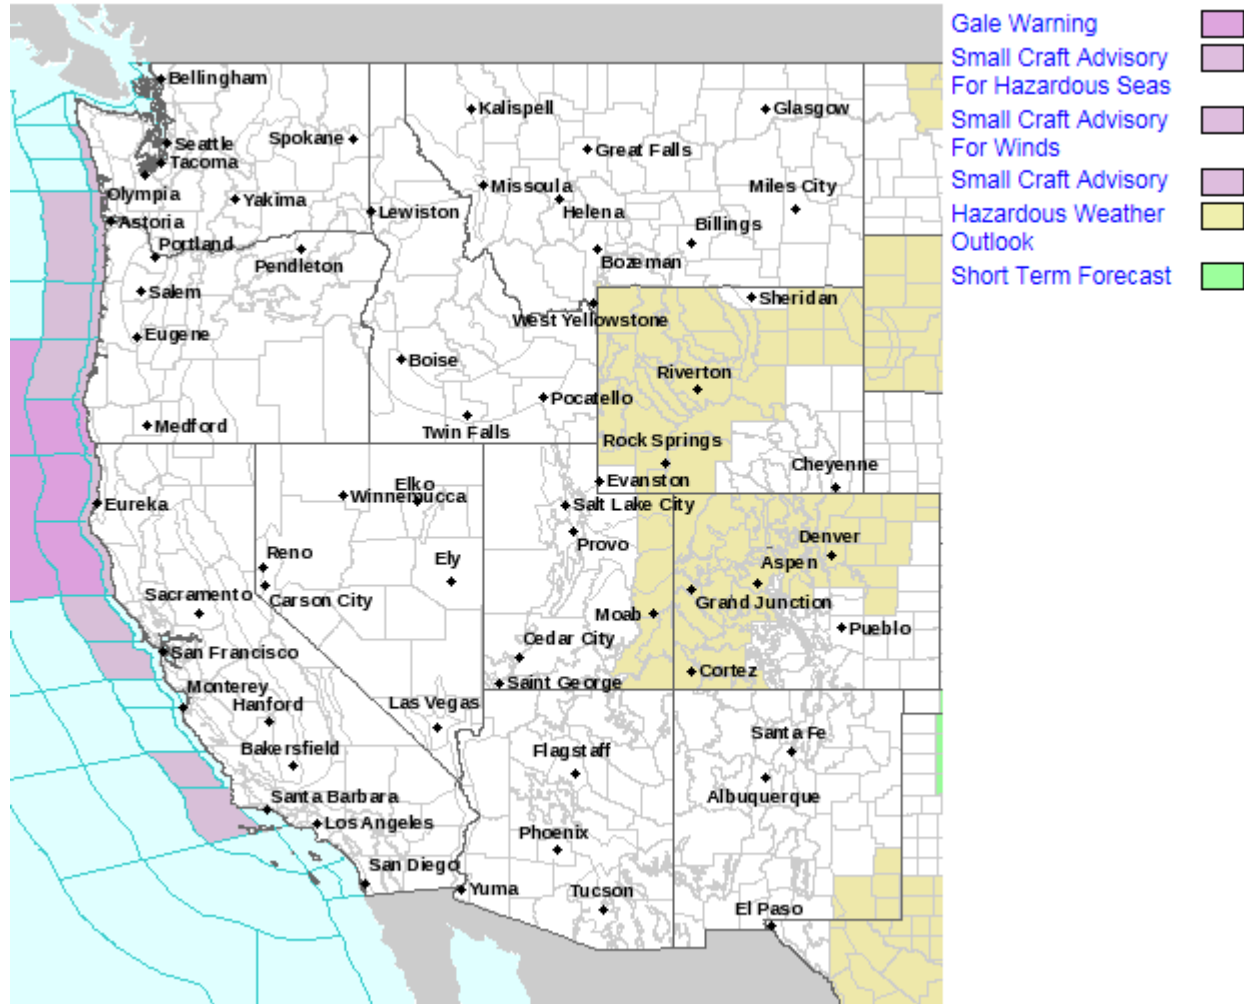 Gale Warning
Small Craft Advisory
For Hazardous Seas
Small Craft Advisory
For Winds
Small Craft Advisory
Hazardous Weather
Outlook
Short Term Forecast
Bellingham
Kalispell
Glasgow
Seattle
Spokane
Great Falls
Tacoma
Olympia
Yakima
Missoula
Miles City
Astoria
Lewiston
Helena
Billings
Portland
Pendleton
Bozeman
Salem
Sheridan
West Yellowstone
Eugene
Boise
Riverton
Pocatello
Medford
Twin Falls
Rock Springs
Cheyenne
Elko
Evanston
Eureka
Winnemucca
Salt Lake City
Denver
Provo
Reno
Ely
Aspen
Sacramento
Carson City
Grand Junction
Moab
Pueblo
Cedar City
San Francisco
Cortez
Saint George
Monterey
Hanford
Las Vegas
Santa Fe
Bakersfield
Flagstaff
Santa Barbara
Albuquerque
Los Angeles
Phoenix
San Diego
Yuma
Tucson
El Paso